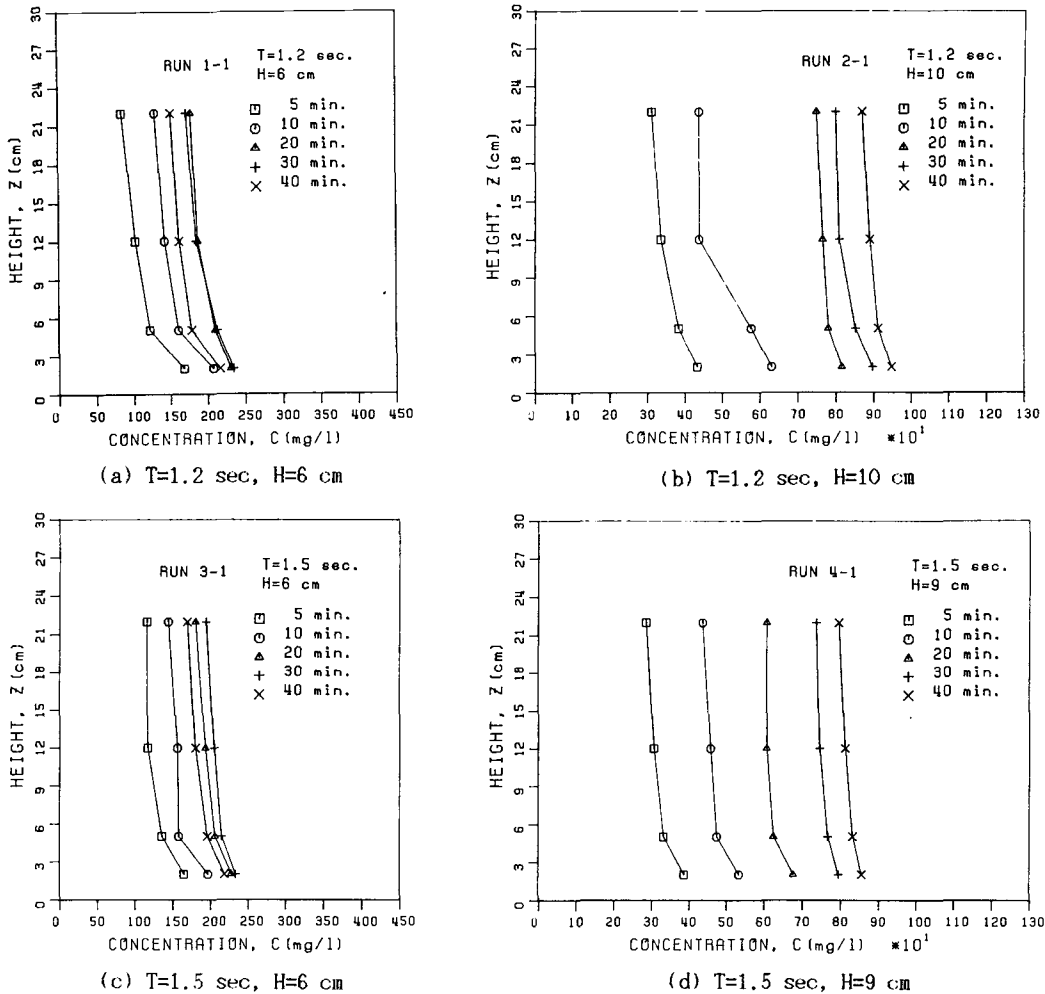 30
27
24
21
18
15
12
9
6
3
0
HEIGHT, Z (cm)
RUN 1-1
T=1.2 sec.
H=6 cm
5 min.
10 min.
20 min.
30 min.
40 min.
0 50 100 150 200 250 300 350 400 450
CONCENTRATION, C (mg/l)
(a) T=1.2 sec, H=6 cm
30
27
24
21
18
15
12
9
6
3
0
HEIGHT, Z (cm)
RUN 2-1
T=1.2 sec.
H=10 cm
5 min.
10 min.
20 min.
30 min.
40 min.
0 10 20 30 40 50 60 70 80 90 100 110 120 130
CONCENTRATION, C (mg/l) *10¹
(b) T=1.2 sec, H=10 cm
30
27
24
21
18
15
12
9
6
3
0
HEIGHT, Z (cm)
RUN 3-1
T=1.5 sec.
H=6 cm
5 min.
10 min.
20 min.
30 min.
40 min.
0 50 100 150 200 250 300 350 400 450
CONCENTRATION, C (mg/l)
(c) T=1.5 sec, H=6 cm
30
27
24
21
18
15
12
9
6
3
0
HEIGHT, Z (cm)
RUN 4-1
T=1.5 sec.
H=9 cm
5 min.
10 min.
20 min.
30 min.
40 min.
0 10 20 30 40 50 60 70 80 90 100 110 120 130
CONCENTRATION, C (mg/l) *10¹
(d) T=1.5 sec, H=9 cm